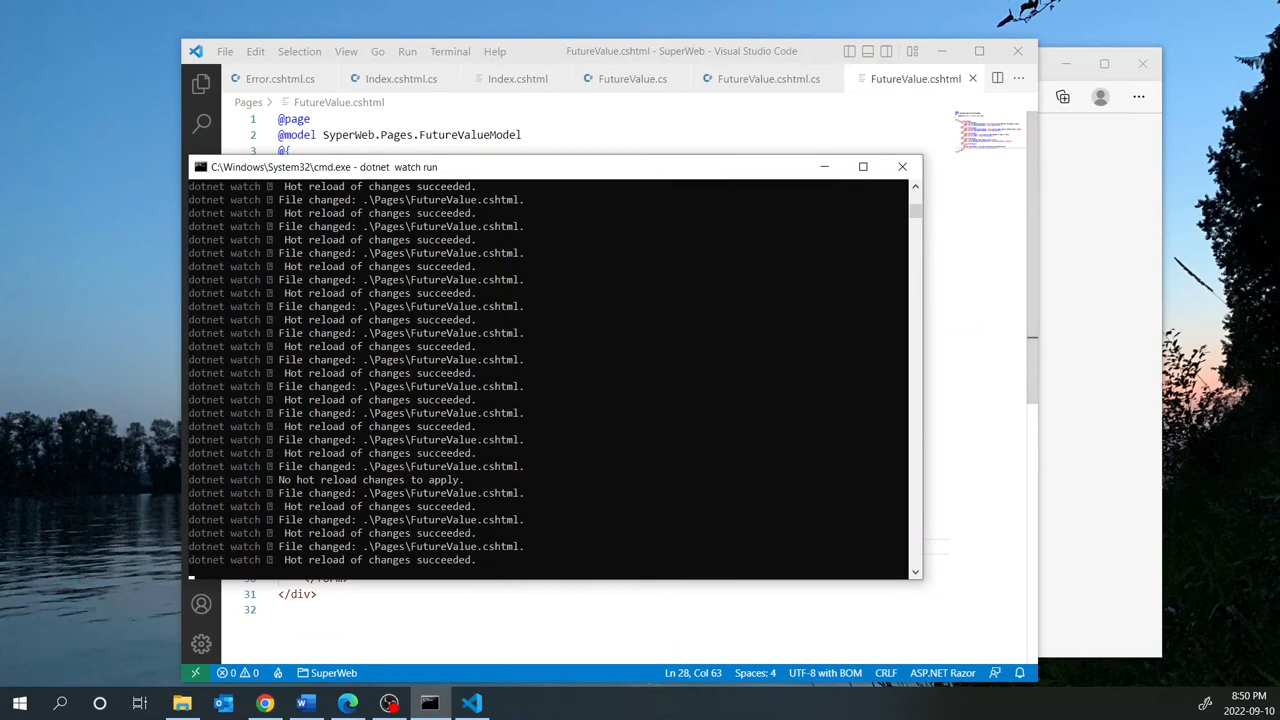 File Edit Selection View Go Run Terminal Help FutureValue.cshtml - SuperWeb - Visual Studio Code
Error.cshtml.cs Index.cshtml.cs Index.cshtml FutureValue.cs FutureValue.cshtml.cs FutureValue.cshtml
Pages FutureValue.cshtml
@page
@model SyperWeb.Pages.FutureValueModel
C:\Windows\System32\cmd.exe - dotnet watch run
dotnet watch Hot reload of changes succeeded.
dotnet watch File changed: .\Pages\FutureValue.cshtml.
dotnet watch Hot reload of changes succeeded.
dotnet watch File changed: .\Pages\FutureValue.cshtml.
dotnet watch Hot reload of changes succeeded.
dotnet watch File changed: .\Pages\FutureValue.cshtml.
dotnet watch Hot reload of changes succeeded.
dotnet watch File changed: .\Pages\FutureValue.cshtml.
dotnet watch Hot reload of changes succeeded.
dotnet watch File changed: .\Pages\FutureValue.cshtml.
dotnet watch Hot reload of changes succeeded.
dotnet watch File changed: .\Pages\FutureValue.cshtml.
dotnet watch Hot reload of changes succeeded.
dotnet watch File changed: .\Pages\FutureValue.cshtml.
dotnet watch Hot reload of changes succeeded.
dotnet watch File changed: .\Pages\FutureValue.cshtml.
dotnet watch Hot reload of changes succeeded.
dotnet watch File changed: .\Pages\FutureValue.cshtml.
dotnet watch Hot reload of changes succeeded.
dotnet watch File changed: .\Pages\FutureValue.cshtml.
dotnet watch Hot reload of changes succeeded.
dotnet watch File changed: .\Pages\FutureValue.cshtml.
dotnet watch No hot reload changes to apply.
dotnet watch File changed: .\Pages\FutureValue.cshtml.
dotnet watch Hot reload of changes succeeded.
dotnet watch File changed: .\Pages\FutureValue.cshtml.
dotnet watch Hot reload of changes succeeded.
dotnet watch File changed: .\Pages\FutureValue.cshtml.
dotnet watch Hot reload of changes succeeded.
31 </div>
32
0 0 SuperWeb Ln 28, Col 63 Spaces: 4 UTF-8 with BOM CRLF ASP.NET Razor
8:50 PM
2022-09-10